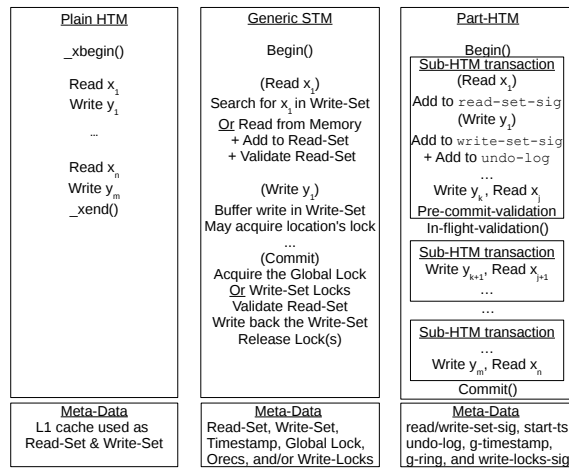 Plain HTM
_xbegin()
Read x1
Write y1
...
Read xn
Write ym
_xend()
Meta-Data
L1 cache used as
Read-Set & Write-Set
Generic STM
Begin()
(Read x1)
Search for x1 in Write-Set
Or Read from Memory
+ Add to Read-Set
+ Validate Read-Set
(Write y1)
Buffer write in Write-Set
May acquire location's lock
...
(Commit)
Acquire the Global Lock
Or Write-Set Locks
Validate Read-Set
Write back the Write-Set
Release Lock(s)
Meta-Data
Read-Set, Write-Set,
Timestamp, Global Lock,
Orecs, and/or Write-Locks
Part-HTM
Begin()
Sub-HTM transaction
(Read x1)
Add to read-set-sig
(Write y1)
Add to write-set-sig
+ Add to undo-log
...
Write yk, Read xj
Pre-commit-validation
In-flight-validation()
Sub-HTM transaction
Write yk+1, Read xj+1
...
...
Sub-HTM transaction
...
Write ym, Read xn
Commit()
Meta-Data
read/write-set-sig, start-ts
undo-log, g-timestamp,
g-ring, and write-locks-sig